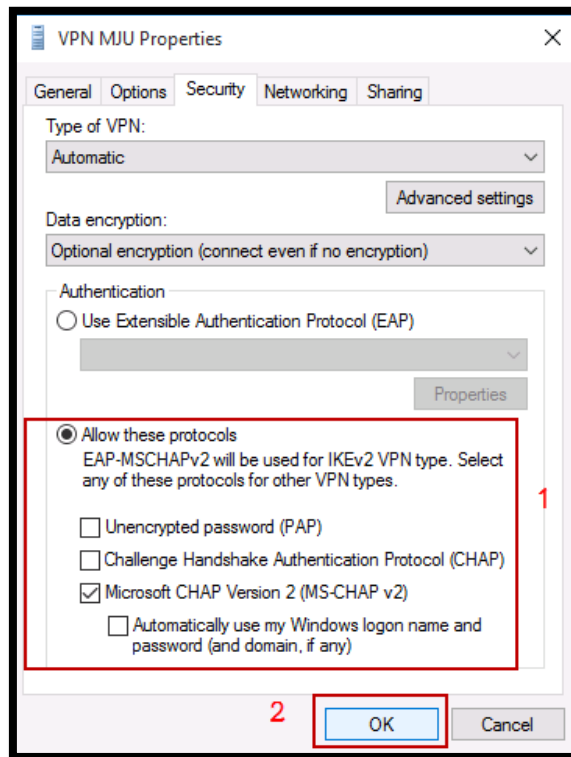 VPN MJU Properties
General Options Security Networking Sharing
Type of VPN:
Automatic
Advanced settings
Data encryption:
Optional encryption (connect even if no encryption)
Authentication
Use Extensible Authentication Protocol (EAP)
Properties
Allow these protocols
EAP-MSCHAPv2 will be used for IKEv2 VPN type. Select
any of these protocols for other VPN types.
1
Unencrypted password (PAP)
Challenge Handshake Authentication Protocol (CHAP)
Microsoft CHAP Version 2 (MS-CHAP v2)
Automatically use my Windows logon name and
password (and domain, if any)
2
OK Cancel